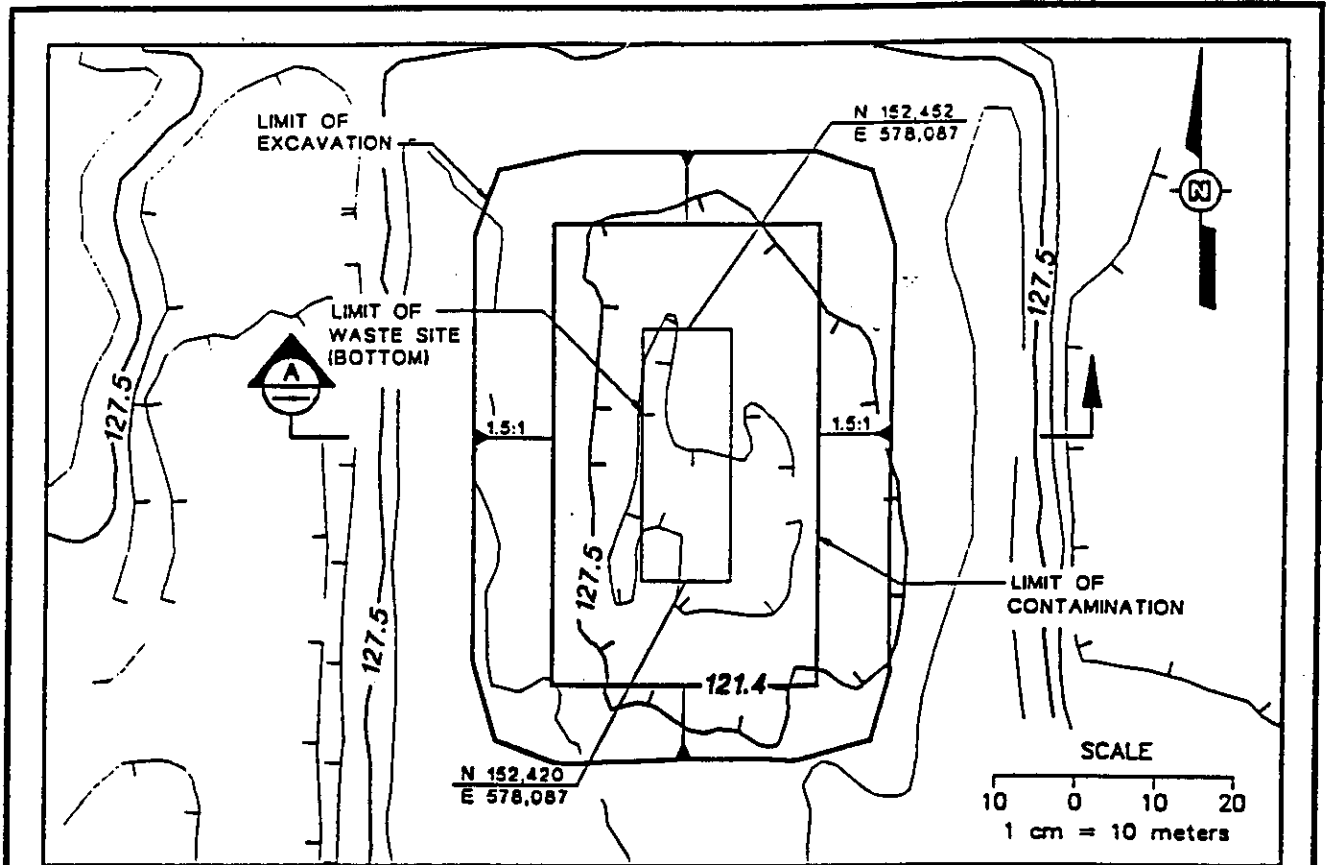 LIMIT OF
EXCAVATION
N 152,452
E 578,087
N
127.5
LIMIT OF
WASTE SITE
(BOTTOM)
A
127.5
1.5:1
1.5:1
127.5
LIMIT OF
CONTAMINATION
127.5
121.4
N 152,420
E 578,087
SCALE
10 0 10 20
1 cm = 10 meters